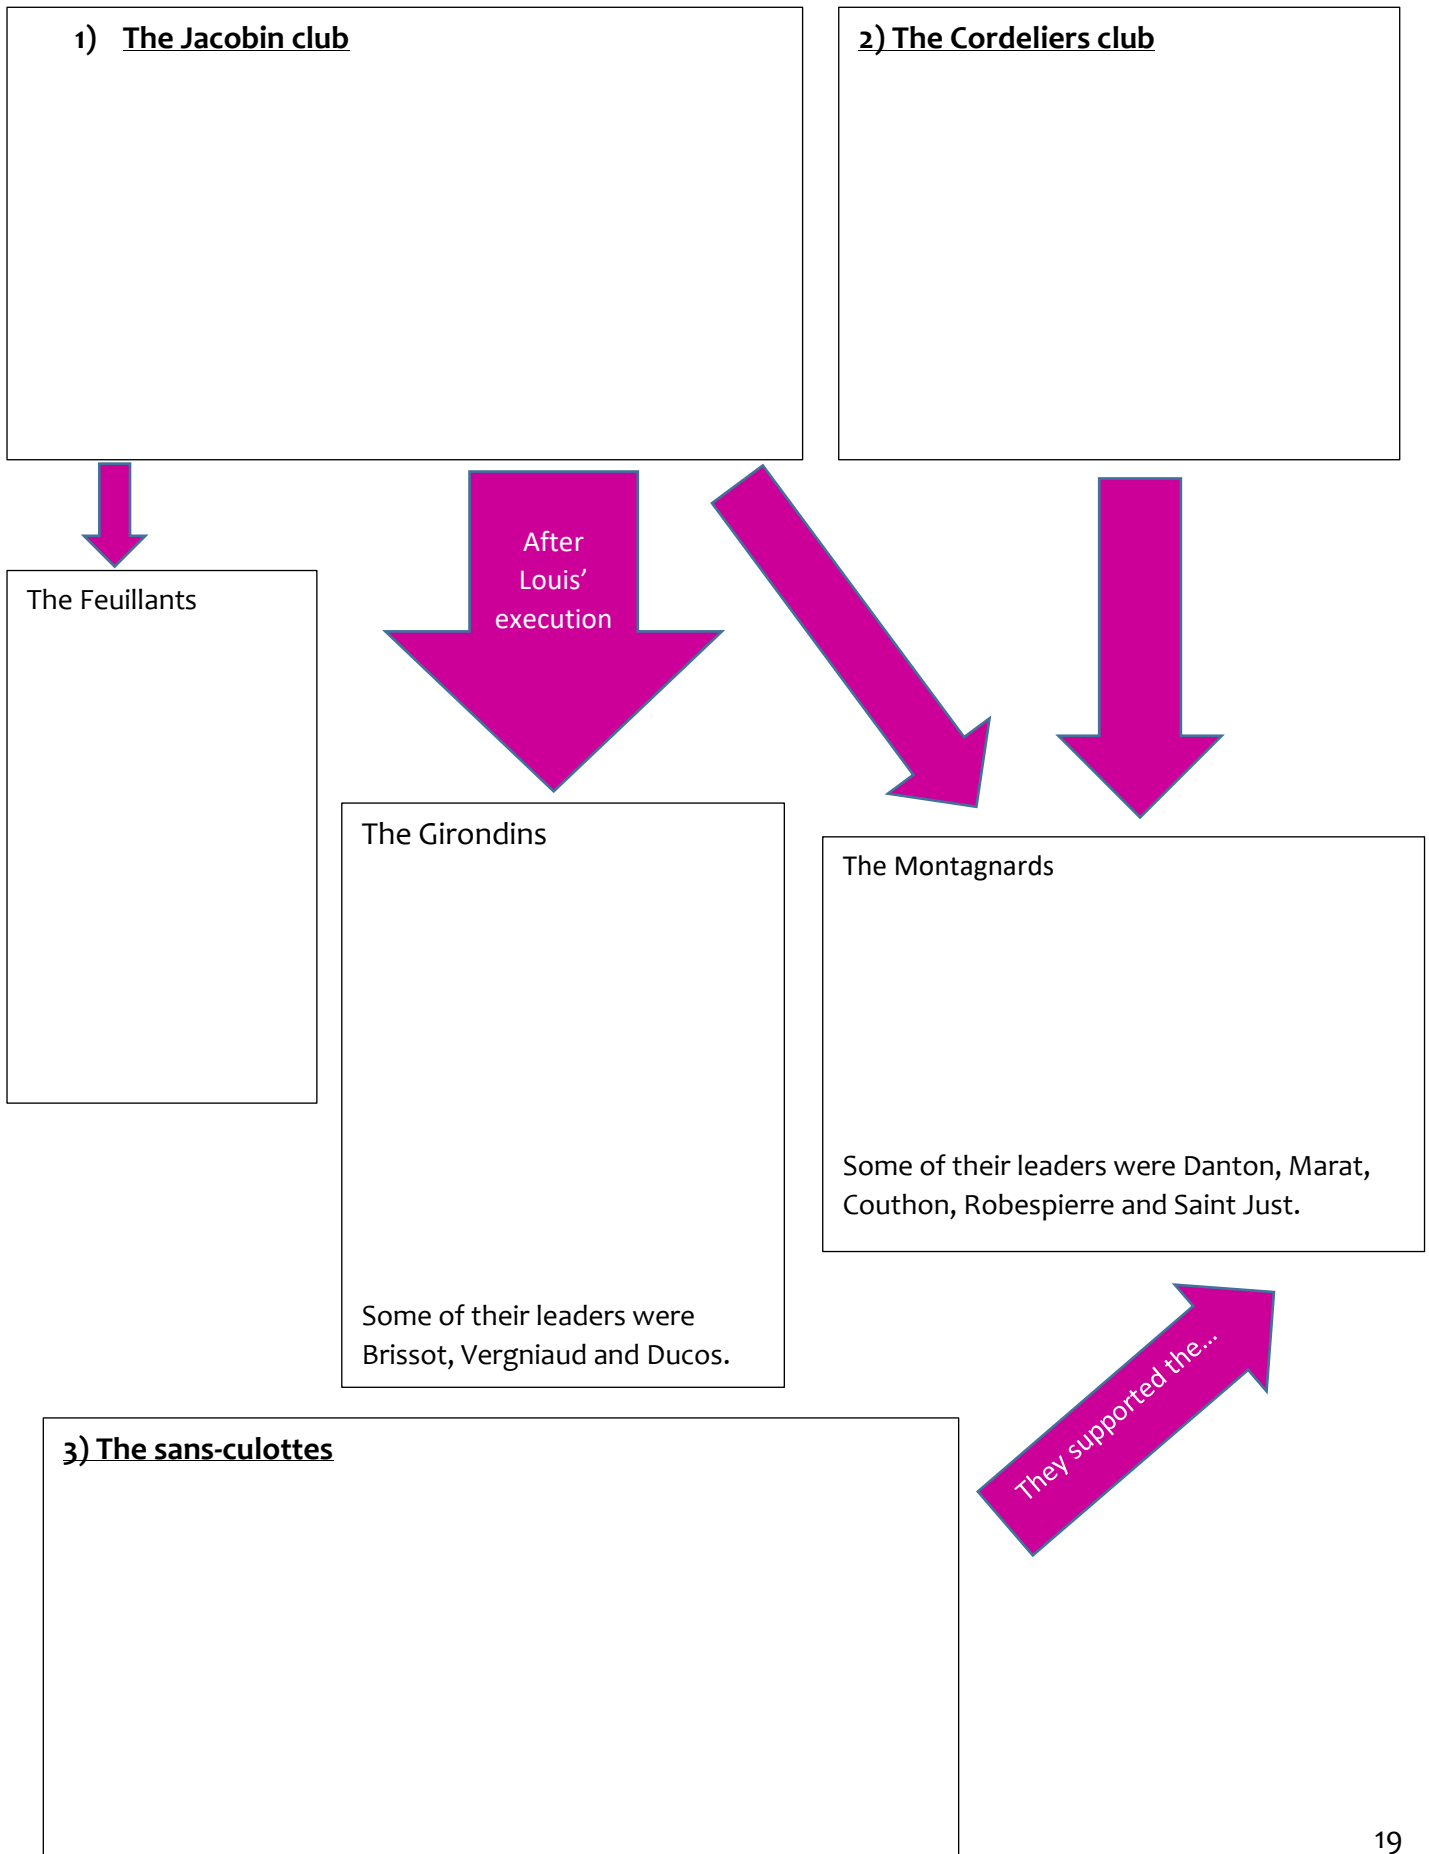 1) The Jacobin club
2) The Cordeliers club
After
Louis’
execution
The Feuillants
The Girondins
Some of their leaders were
Brissot, Vergniaud and Ducos.
The Montagnards
Some of their leaders were Danton, Marat,
Couthon, Robespierre and Saint Just.
They supported the...
3) The sans-culottes
19